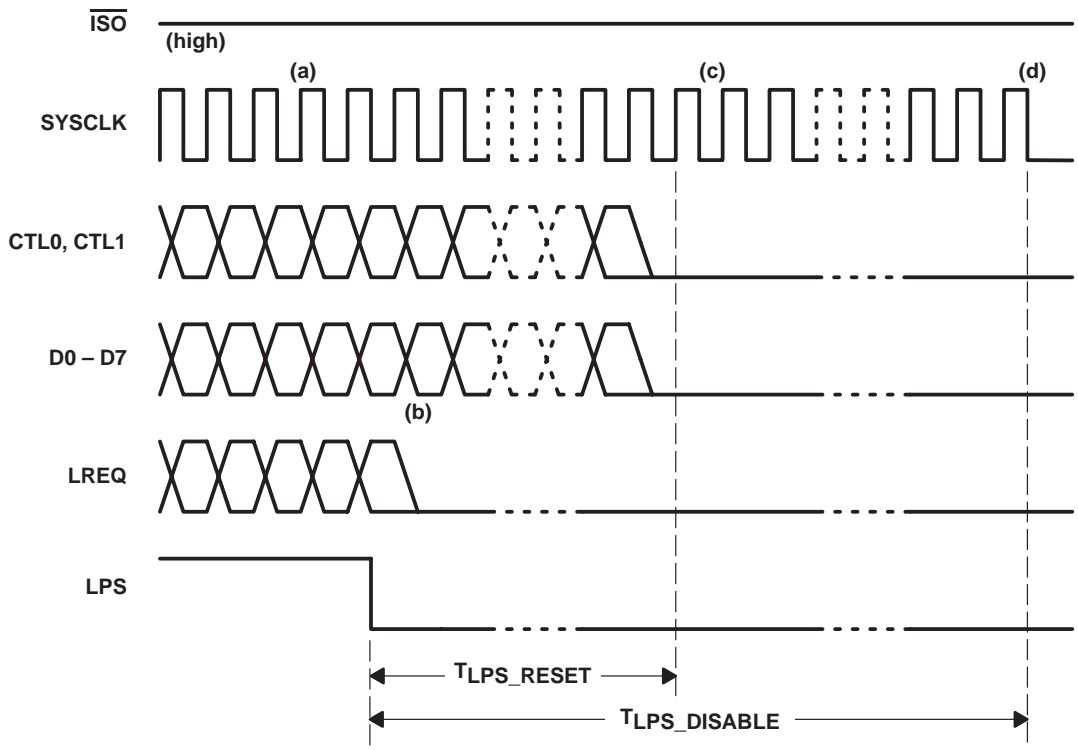 ISO
(high)
(a) (c) (d)
SYSCLK
CTL0, CTL1
D0 – D7
(b)
LREQ
LPS
TLPS_RESET
TLPS_DISABLE